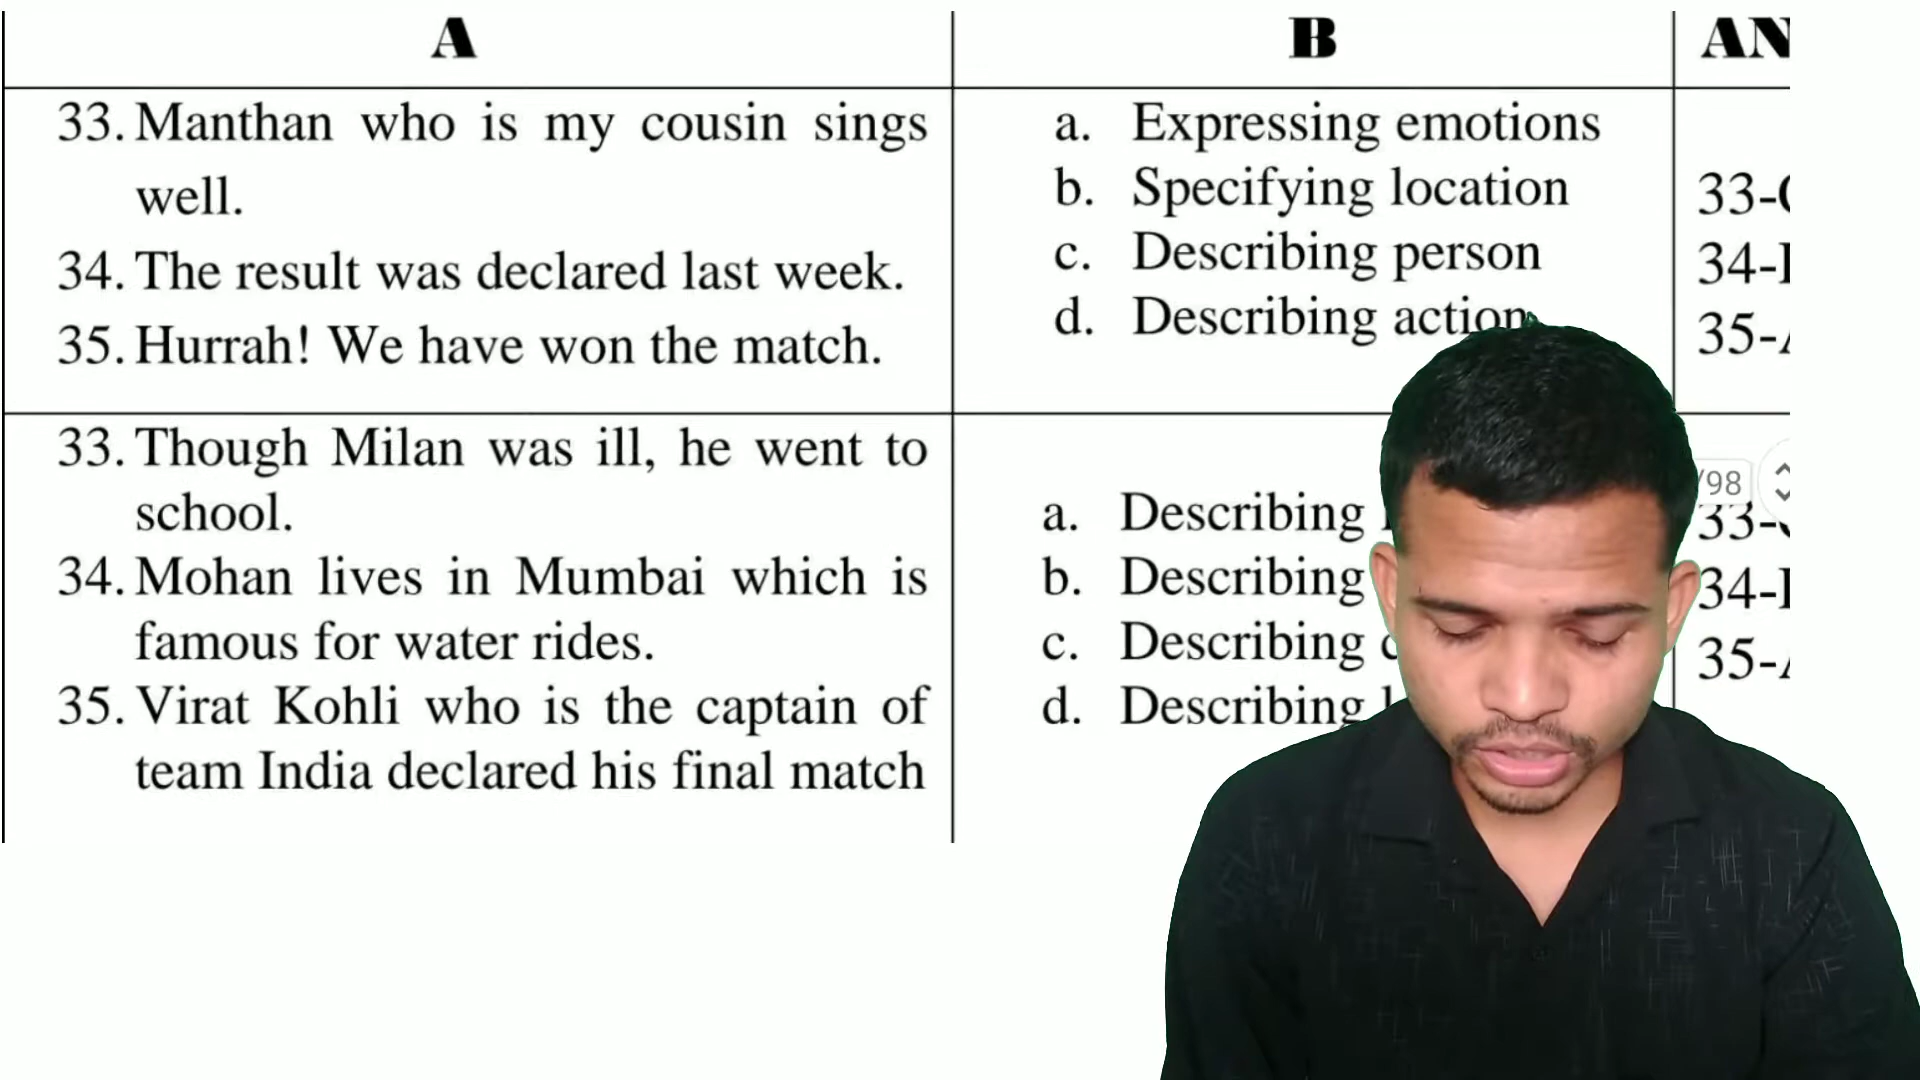 A
B
33. Manthan who is my cousin sings
well.
34. The result was declared last week.
35. Hurrah! We have won the match.
a. Expressing emotions
b. Specifying location
c. Describing person
d. Describing action
33-
34-
35-
33. Though Milan was ill, he went to
school.
34. Mohan lives in Mumbai which is
famous for water rides.
35. Virat Kohli who is the captain of
team India declared his final match
a. Describing
b. Describing
c. Describing
d. Describing
/98
33-
34-
35-